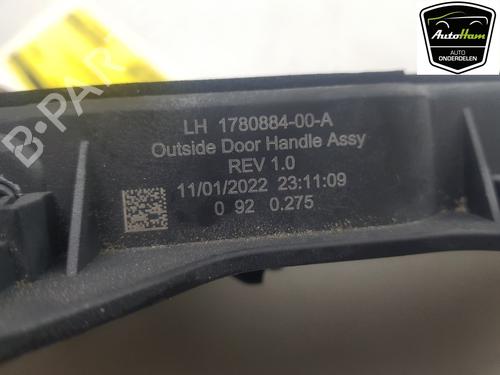 AutoHam
AUTO
ONDERDELEN
B-PART
LH 1780884-00-A
Outside Door Handle Assy
REV 1.0
11/01/2022 23:11:09
0 92 0.275